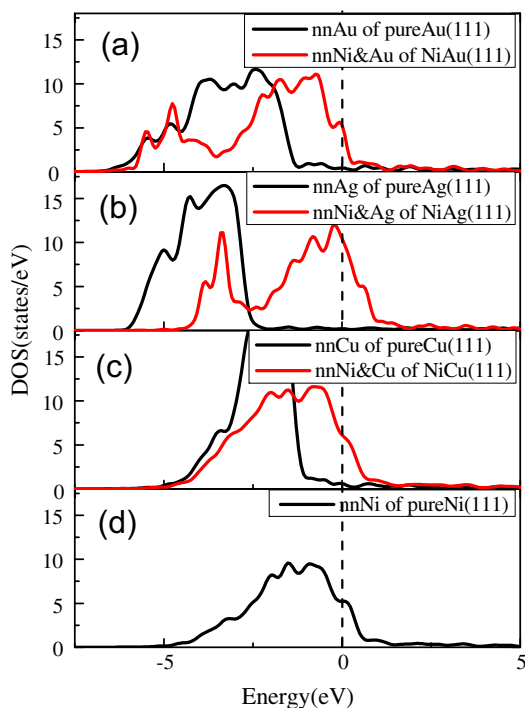 (a)
nnAu of pureAu(111)
nnNi&Au of NiAu(111)
15
10
5
0
(b)
nnAg of pureAg(111)
nnNi&Ag of NiAg(111)
15
10
5
0
(c)
nnCu of pureCu(111)
nnNi&Cu of NiCu(111)
15
10
5
0
(d)
nnNi of pureNi(111)
15
10
5
0
DOS(states/eV)
-5
0
5
Energy(eV)